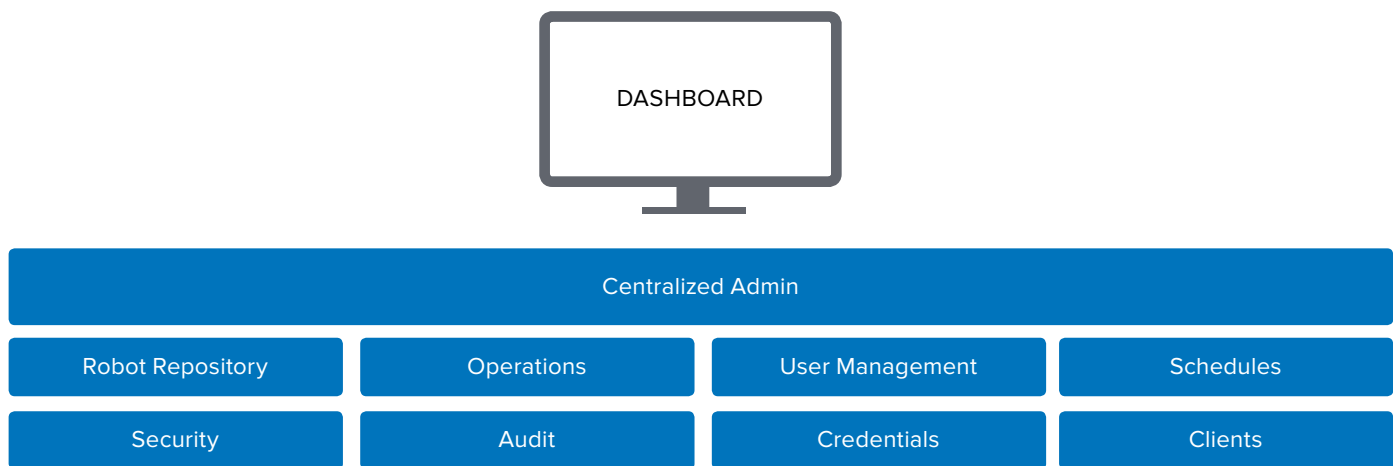 DASHBOARD
Centralized Admin
Robot Repository
Operations
User Management
Schedules
Security
Audit
Credentials
Clients